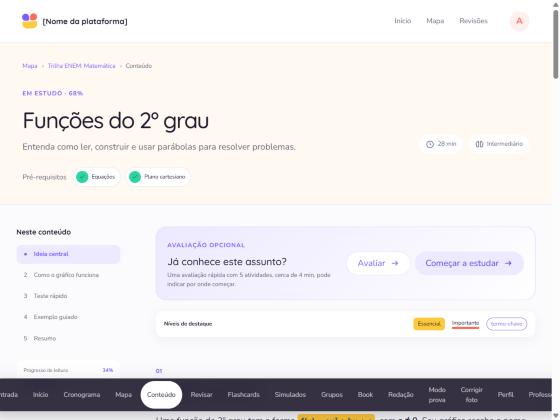 [Nome da plataforma]
Início
Mapa
Revisões
A
Mapa › Trilha ENEM: Matemática › Conteúdo
EM ESTUDO · 68%
Funções do 2º grau
Entenda como ler, construir e usar parábolas para resolver problemas.
28 min
Intermediário
Pré-requisitos
Equações
Plano cartesiano
Neste conteúdo
Ideia central
2 Como o gráfico funciona
3 Teste rápido
4 Exemplo guiado
5 Resumo
Progresso de leitura 34%
AVALIAÇÃO OPCIONAL
Já conhece este assunto?
Uma avaliação rápida com 5 atividades, cerca de 4 min, pode
indicar por onde começar.
Avaliar →
Começar a estudar →
Níveis de destaque
Essencial
Importante
termo-chave
01
ntrada
Início
Cronograma
Mapa
Conteúdo
Revisar
Flashcards
Simulados
Grupos
Book
Redação
Modo
prova
Corrigir
foto
Perfil
Profess